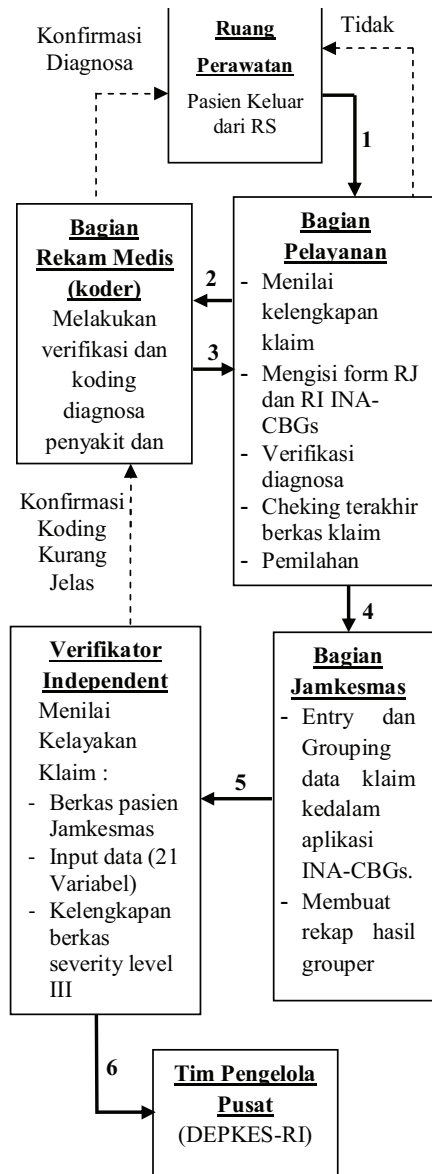 Konfirmasi
Diagnosa
Ruang
Perawatan
Pasien Keluar
dari RS
Tidak
1
Bagian
Rekam Medis
(koder)
Melakukan
verifikasi dan
koding
diagnosa
penyakit dan
2
3
Bagian
Pelayanan
- Menilai
kelengkapan
klaim
- Mengisi form RJ
dan RI INA-
CBGs
- Verifikasi
diagnosa
- Cheking terakhir
berkas klaim
- Pemilahan
Konfirmasi
Koding
Kurang
Jelas
4
Verifikator
Independent
Menilai
Kelayakan
Klaim :
- Berkas pasien
Jamkesmas
- Input data (21
Variabel)
- Kelengkapan
berkas
severity level
III
5
Bagian
Jamkesmas
- Entry dan
Grouping
data klaim
kedalam
aplikasi
INA-CBGs.
- Membuat
rekap hasil
grouper
6
Tim Pengelola
Pusat
(DEPKES-RI)